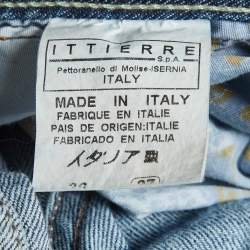 ITTIERRE
S.p.A.
Pettoranello di Molise-ISERNIA
ITALY
MADE IN ITALY
FABRIQUE EN ITALIE
PAIS DE ORIGEN:ITALIE
FABRICADO EN ITALIA
イタリア製
27